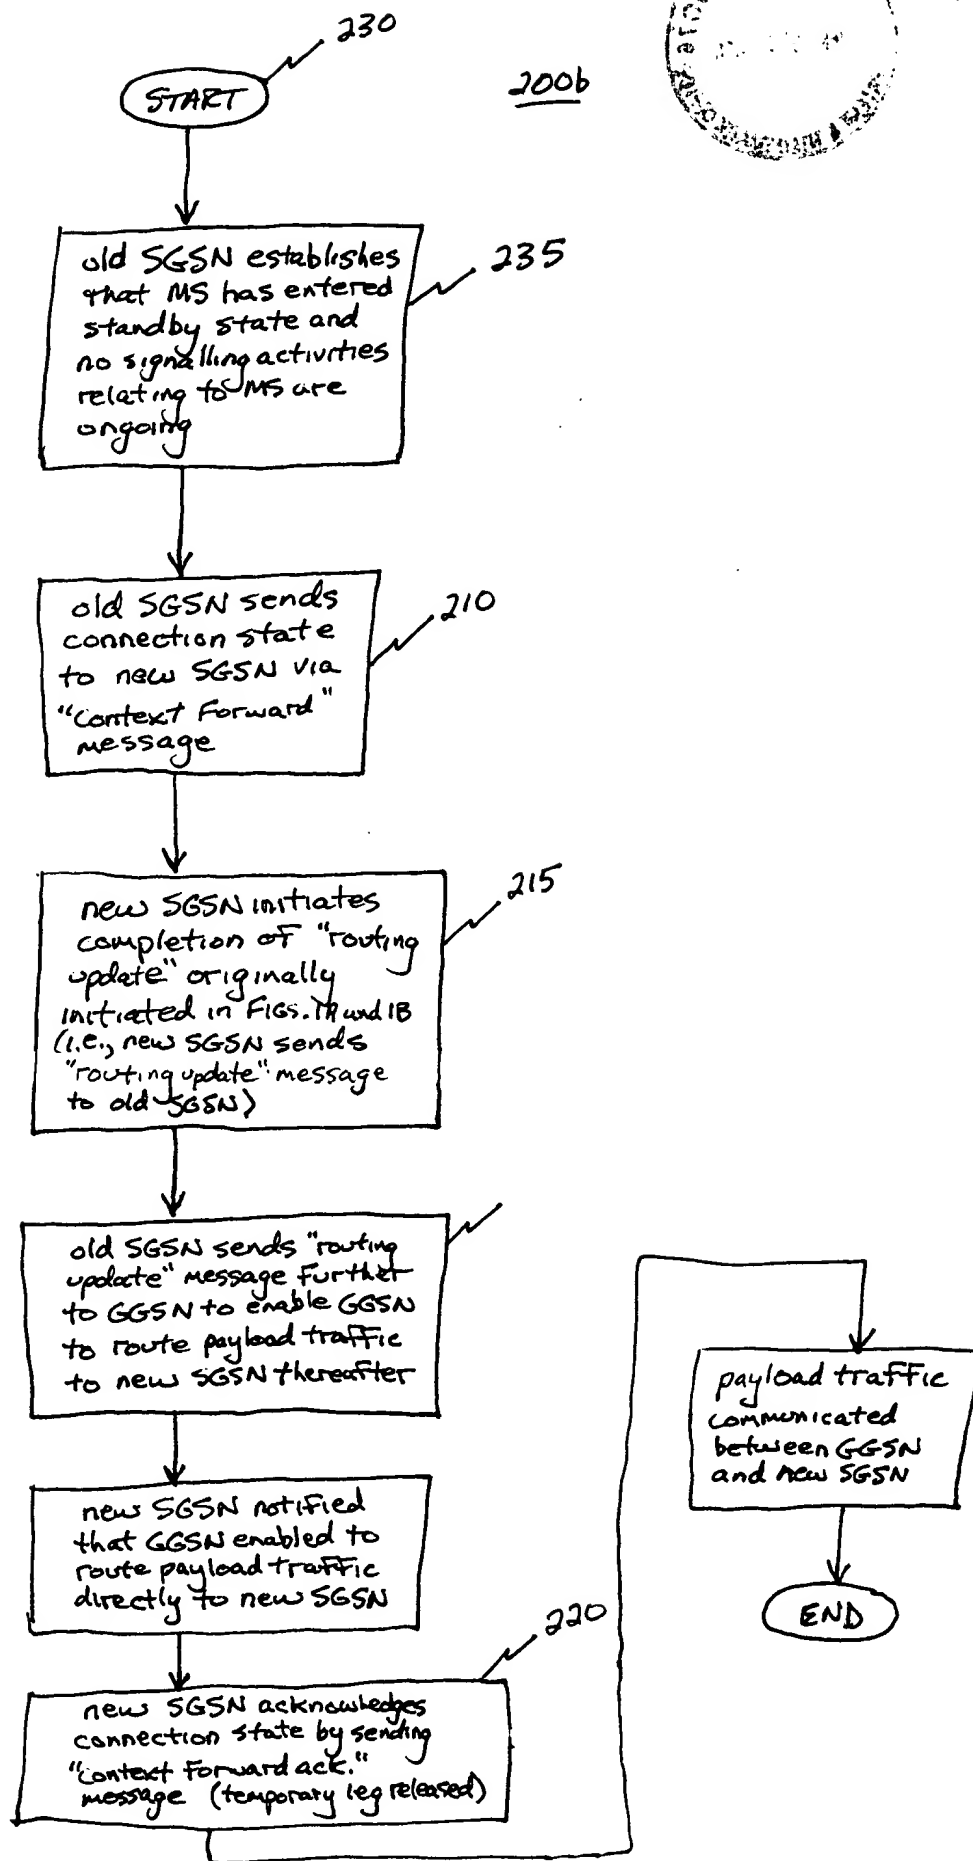 230
START
200b
old SGSN establishes
that MS has entered
standby state and
no signalling activities
relating to MS are
ongoing
235
old SGSN sends
connection state
to new SGSN via
"Context Forward"
message
210
new SGSN initiates
completion of "routing
update" originally
initiated in FIGS. 1A and 1B
(i.e., new SGSN sends
"routing update" message
to old SGSN)
215
old SGSN sends "routing
update" message further
to GGSN to enable GGSN
to route payload traffic
to new SGSN thereafter
new SGSN notified
that GGSN enabled to
route payload traffic
directly to new SGSN
220
new SGSN acknowledges
connection state by sending
"Context Forward ack."
message (temporary leg released)
payload traffic
communicated
between GGSN
and new SGSN
END